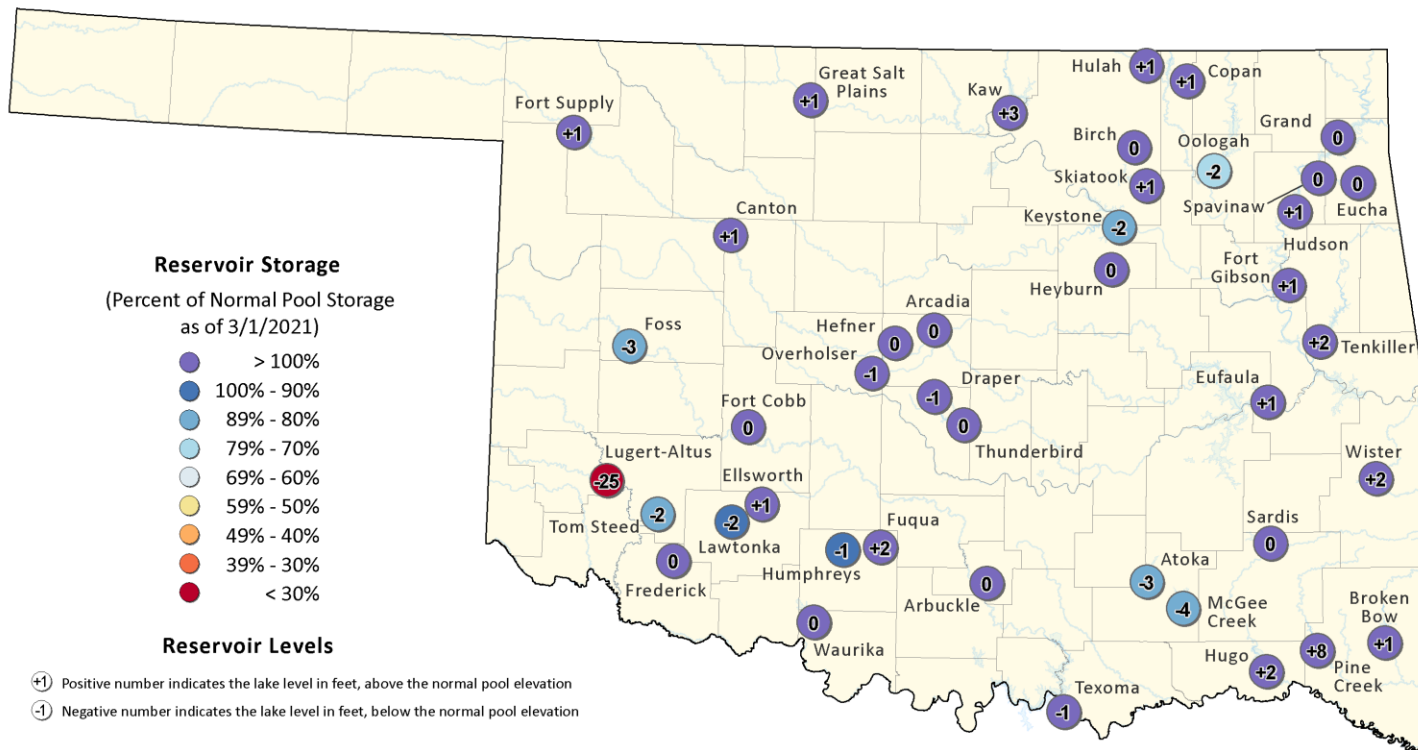 Hulah
+1
+1
Copan
Great Salt
Plains
+1
Kaw
+3
Fort Supply
+1
Grand
0
Birch
0
Oologah
-2
Skiatook
+1
0
0
Spavinaw
Eucha
+1
Hudson
Keystone
-2
Canton
+1
Heyburn
0
Fort
Gibson
+1
Reservoir Storage
(Percent of Normal Pool Storage
as of 3/1/2021)
> 100%
100% - 90%
89% - 80%
79% - 70%
69% - 60%
59% - 50%
49% - 40%
39% - 30%
< 30%
Foss
-3
Arcadia
0
Hefner
0
Overholser
-1
Tenkiller
+2
Draper
-1
Eufaula
+1
Fort Cobb
0
0
Thunderbird
Lugert-Altus
-25
Ellsworth
+1
Wister
+2
Tom Steed
-2
-2
Lawtonka
Fuqua
+2
-1
Humphreys
Sardis
0
0
Frederick
Arbuckle
0
Atoka
-3
-4
McGee
Creek
Broken
Bow
+1
0
Waurika
Hugo
+2
+8
Pine
Creek
Texoma
-1
Reservoir Levels
+1 Positive number indicates the lake level in feet, above the normal pool elevation
-1 Negative number indicates the lake level in feet, below the normal pool elevation